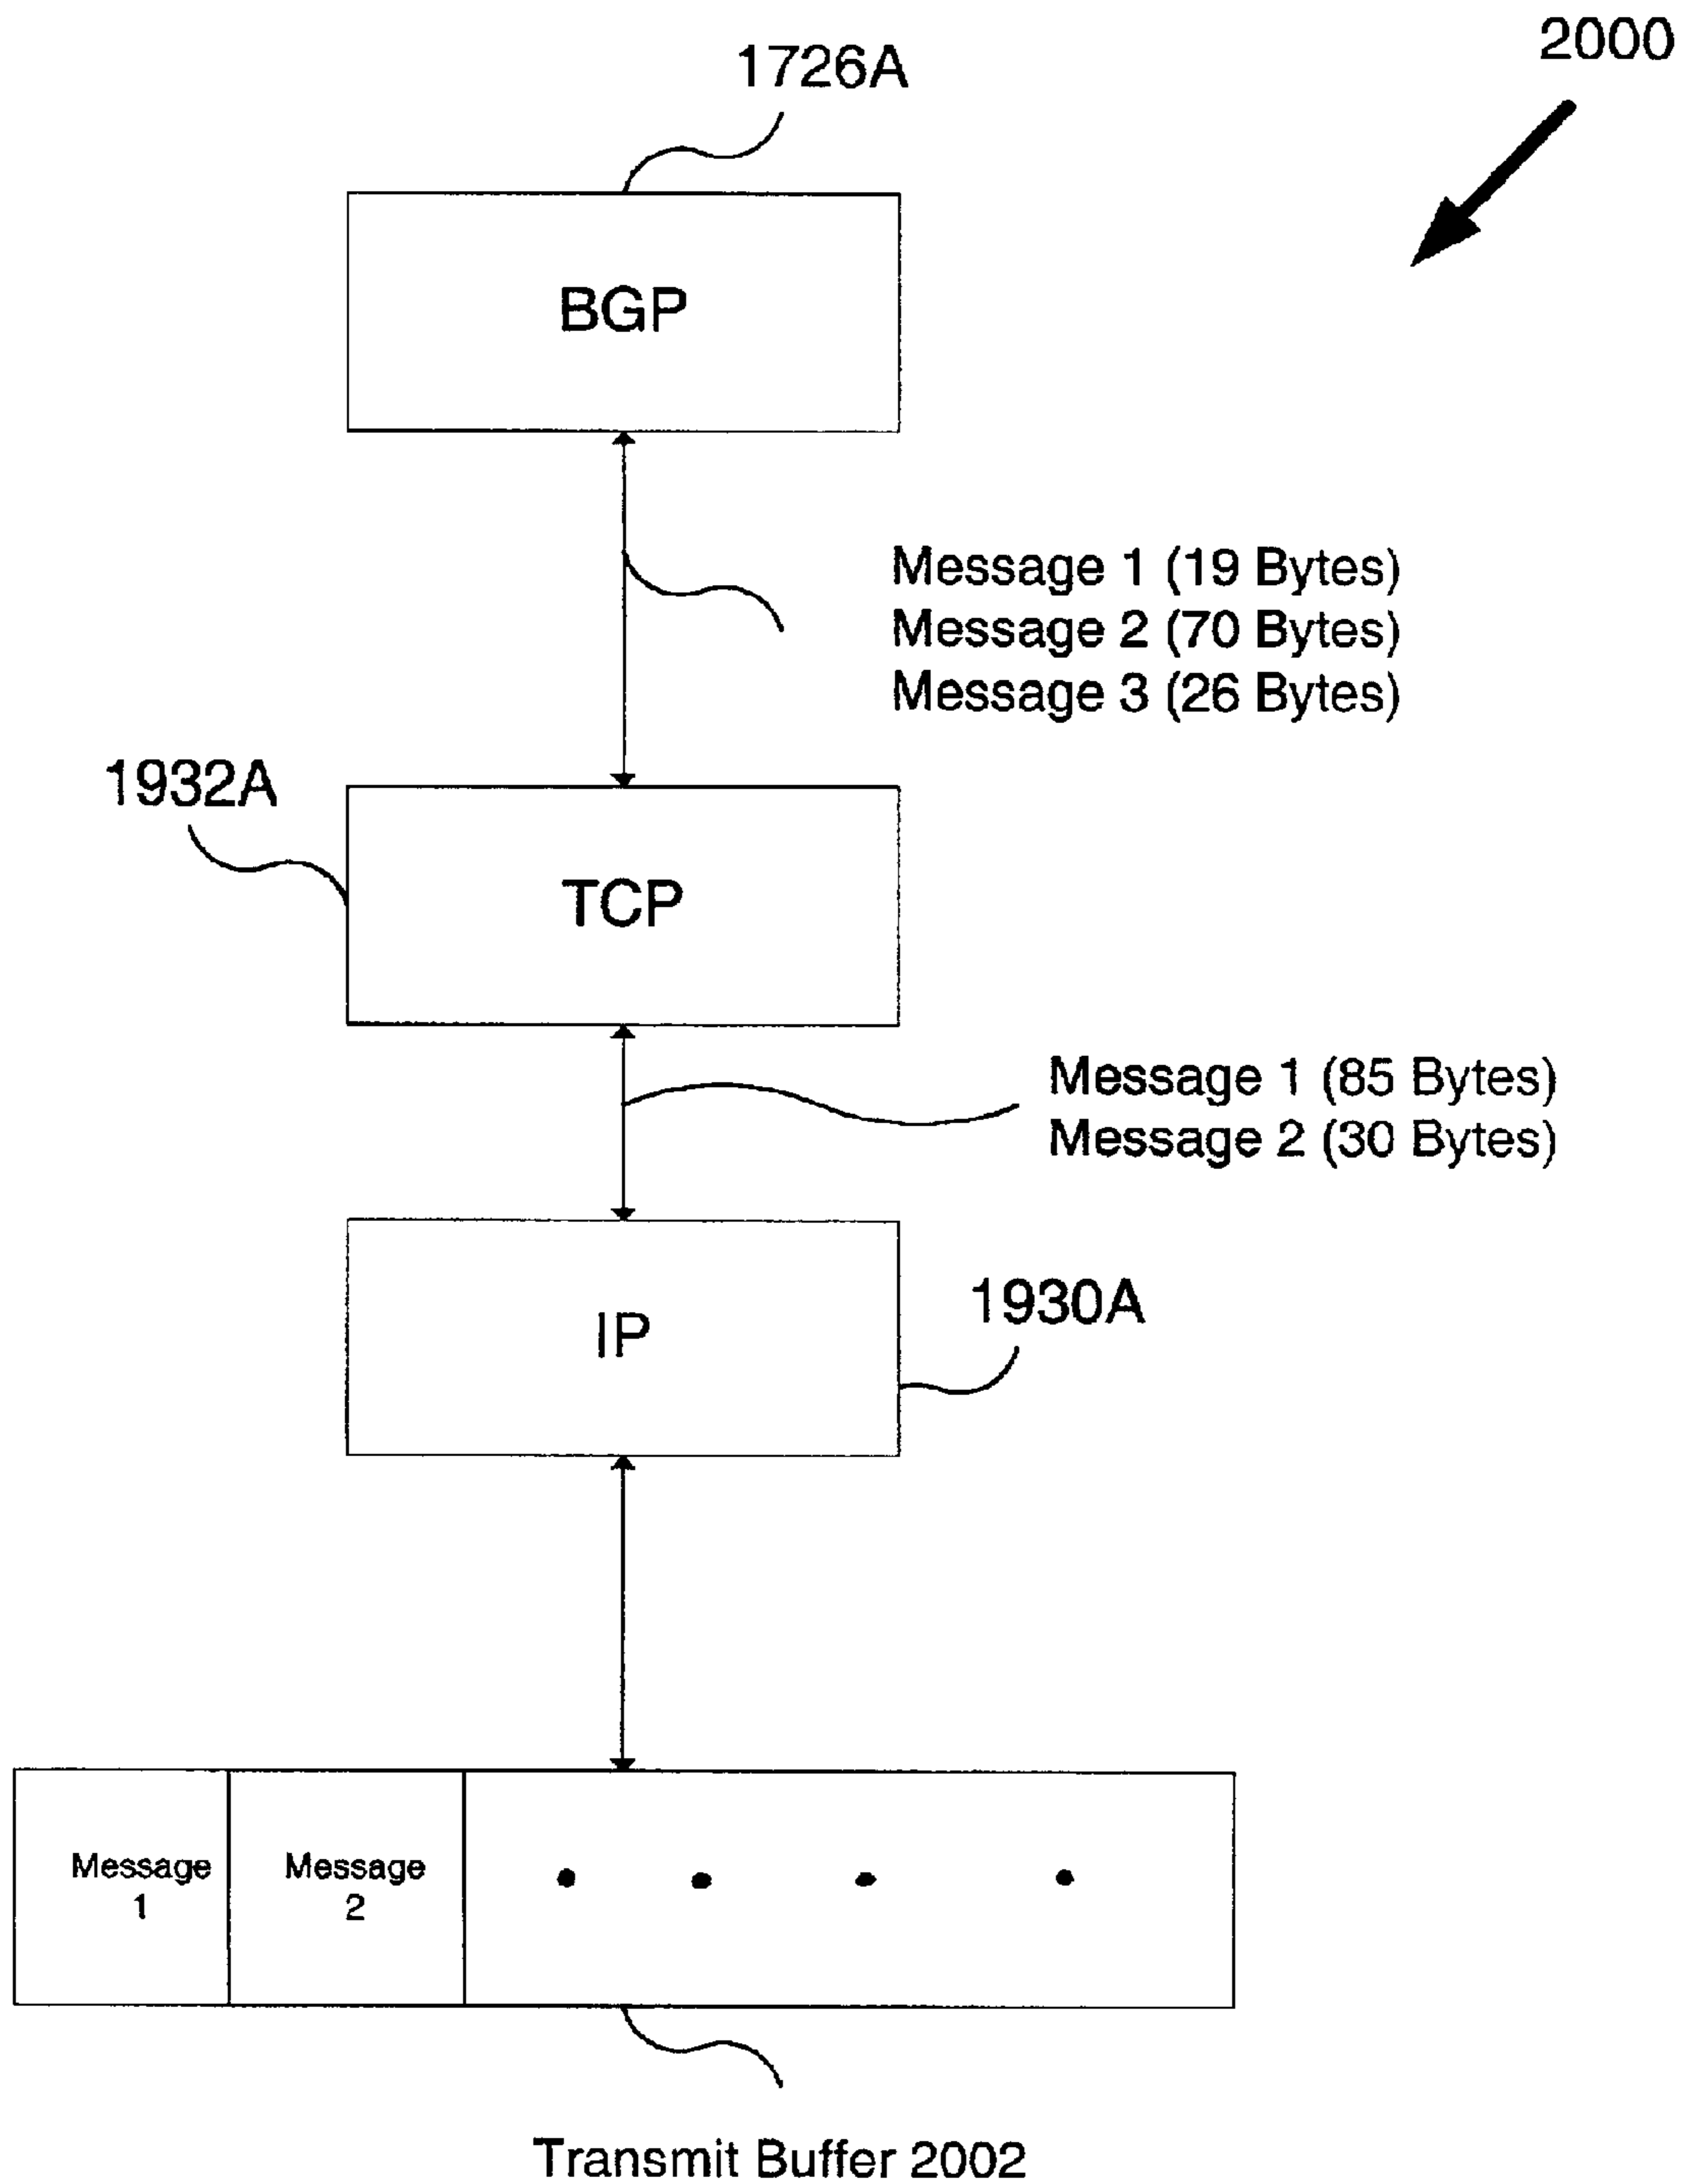 2000
1726A
BGP
Message 1 (19 Bytes)
Message 2 (70 Bytes)
Message 3 (26 Bytes)
1932A
TCP
Message 1 (85 Bytes)
Message 2 (30 Bytes)
1930A
IP
Message
1
Message
2
Transmit Buffer 2002